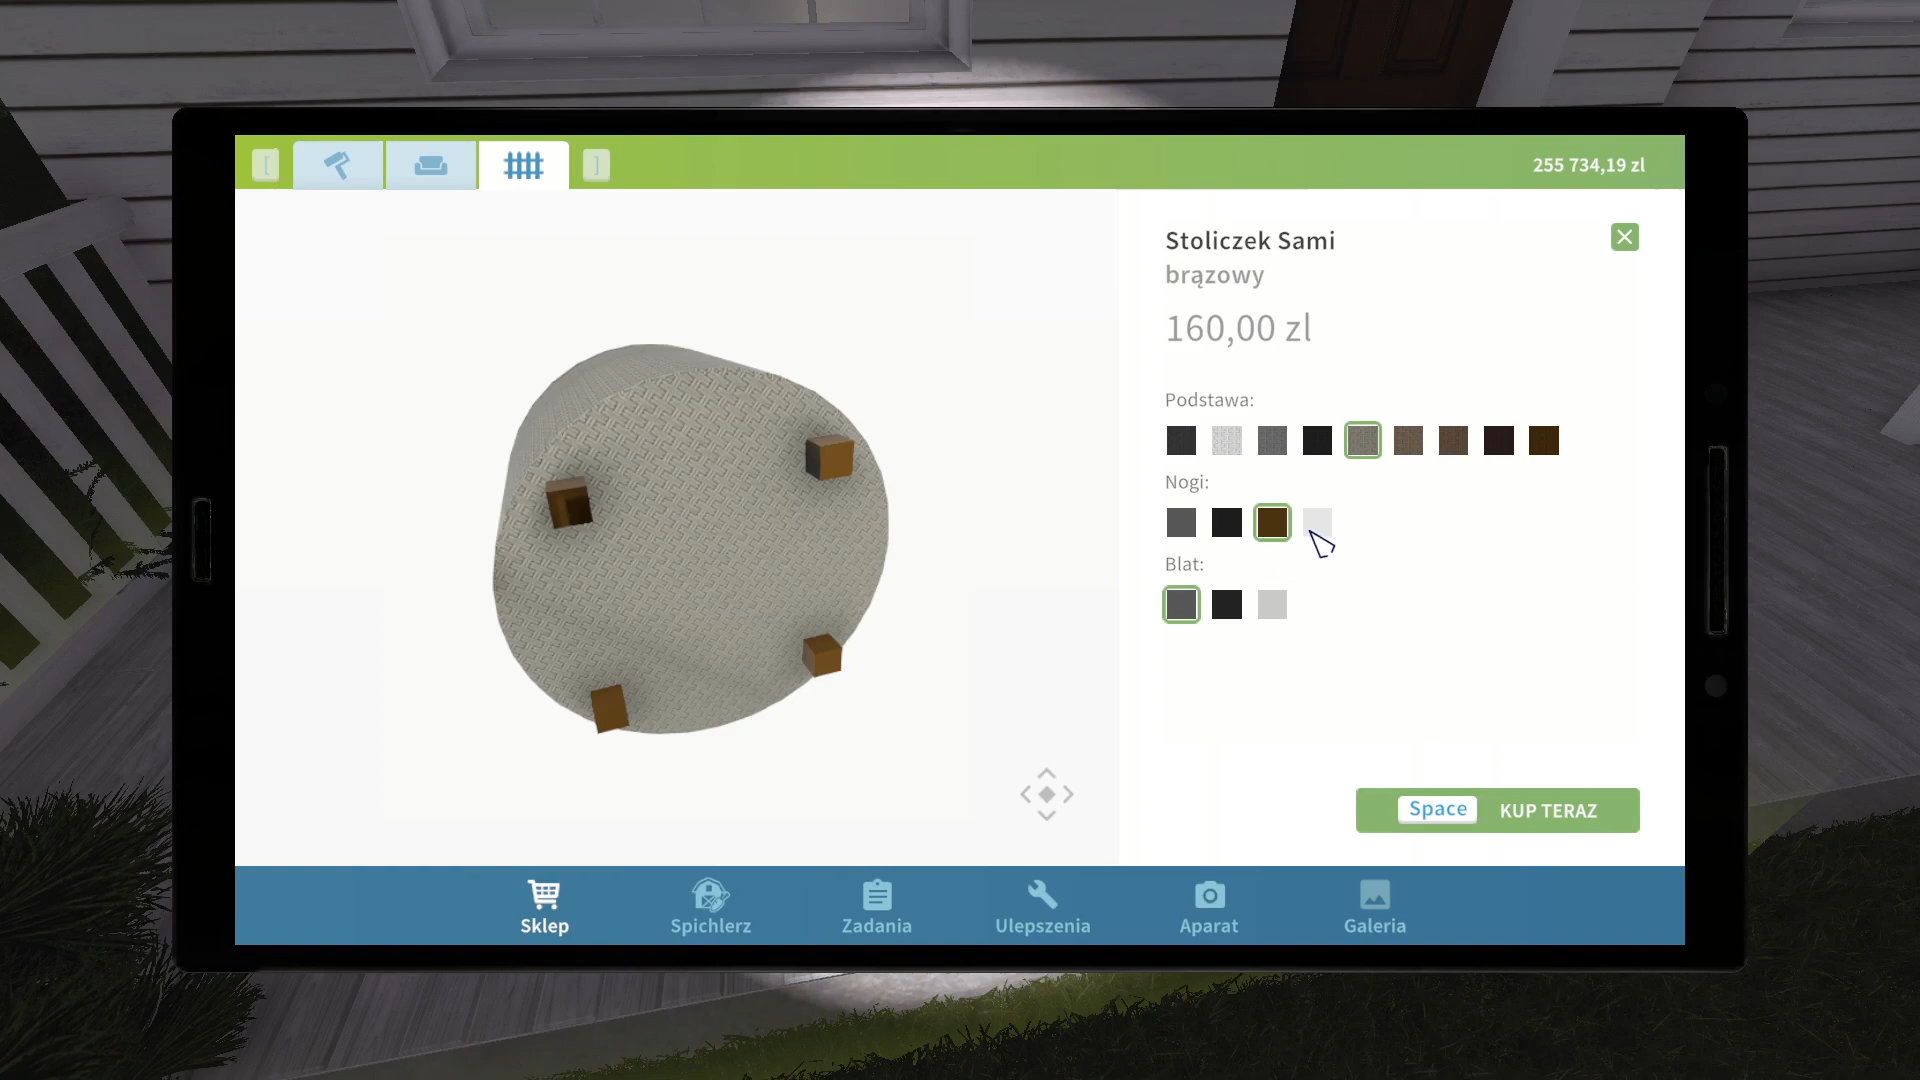 [
]
255 734,19 zl
Stoliczek Sami
brązowy
160,00 zl
Podstawa:
Nogi:
Blat:
Space KUP TERAZ
Sklep
Spichlerz
Zadania
Ulepszenia
Aparat
Galeria